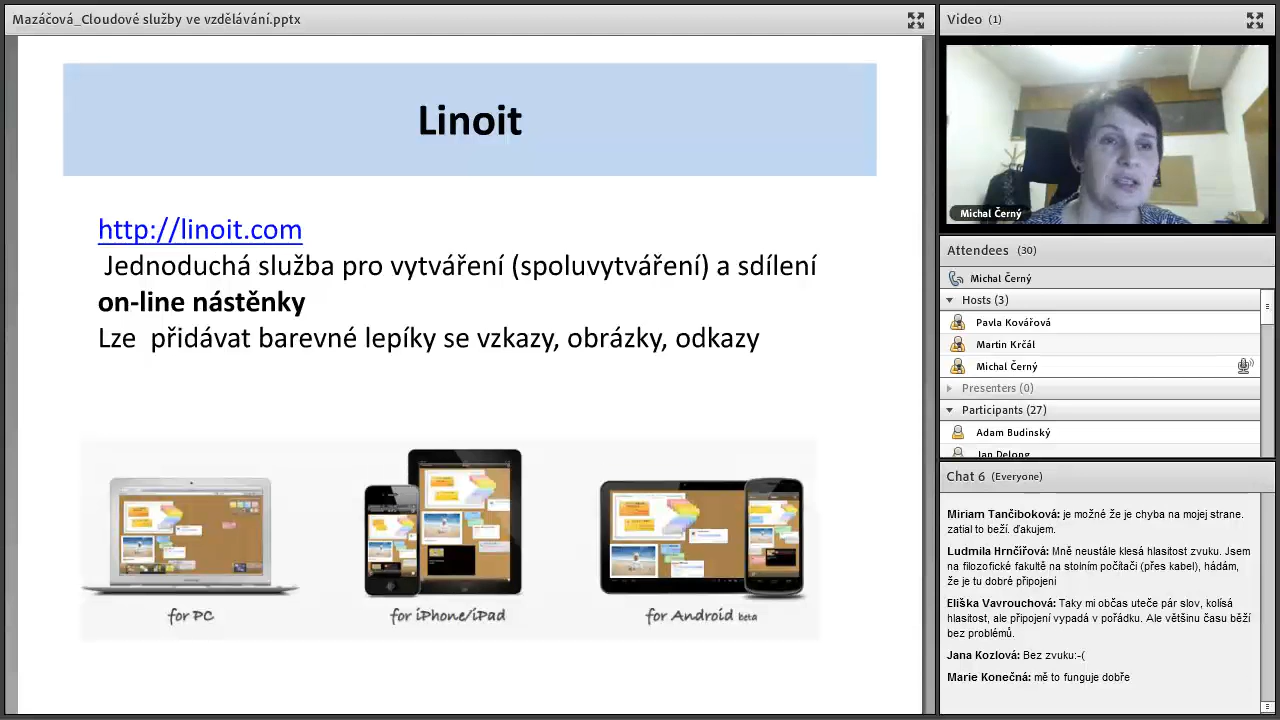 Mazáčová_Cloudové služby ve vzdělávání.pptx
Linoit
http://linoit.com
Jednoduchá služba pro vytváření (spoluvytváření) a sdílení
on-line nástěnky
Lze přidávat barevné lepíky se vzkazy, obrázky, odkazy
for PC
for iPhone/iPad
for Android beta
Video (1)
Michal Černý
Attendees (30)
Michal Černý
Hosts (3)
Pavla Kovářová
Martin Krčál
Michal Černý
Presenters (0)
Participants (27)
Adam Budínský
Jan Delong
Chat 6 (Everyone)
Miriam Tančiboková: je možné že je chyba na mojej strane.
zatial to beží. ďakujem.
Ludmila Hrnčířová: Mně neustále klesá hlasitost zvuku. Jsem
na filozofické fakultě na stolním počítači (přes kabel), hádám,
že je tu dobré připojení
Eliška Vavrouchová: Taky mi občas uteče pár slov, kolísá
hlasitost, ale připojení vypadá v pořádku. Ale většinu času běží
bez problémů.
Jana Kozlová: Bez zvuku:-(
Marie Konečná: mě to funguje dobře